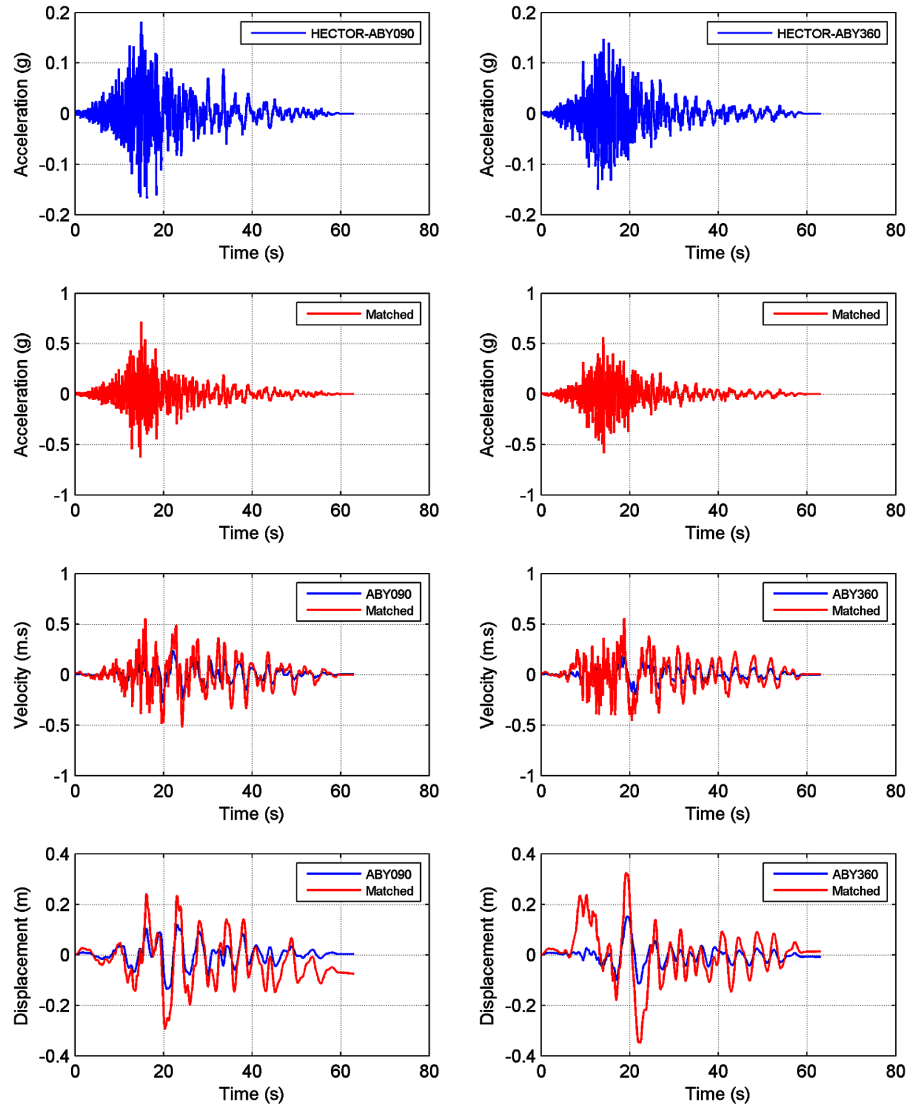 HECTOR-ABY090
Acceleration (g)
0.2
0.1
0
-0.1
-0.2
0 20 40 60 80
Time (s)
HECTOR-ABY360
Acceleration (g)
0.2
0.1
0
-0.1
-0.2
0 20 40 60 80
Time (s)
Matched
Acceleration (g)
1
0.5
0
-0.5
-1
0 20 40 60 80
Time (s)
Matched
Acceleration (g)
1
0.5
0
-0.5
-1
0 20 40 60 80
Time (s)
ABY090
Matched
Velocity (m.s)
1
0.5
0
-0.5
-1
0 20 40 60 80
Time (s)
ABY360
Matched
Velocity (m.s)
1
0.5
0
-0.5
-1
0 20 40 60 80
Time (s)
ABY090
Matched
Displacement (m)
0.4
0.2
0
-0.2
-0.4
0 20 40 60 80
Time (s)
ABY360
Matched
Displacement (m)
0.4
0.2
0
-0.2
-0.4
0 20 40 60 80
Time (s)